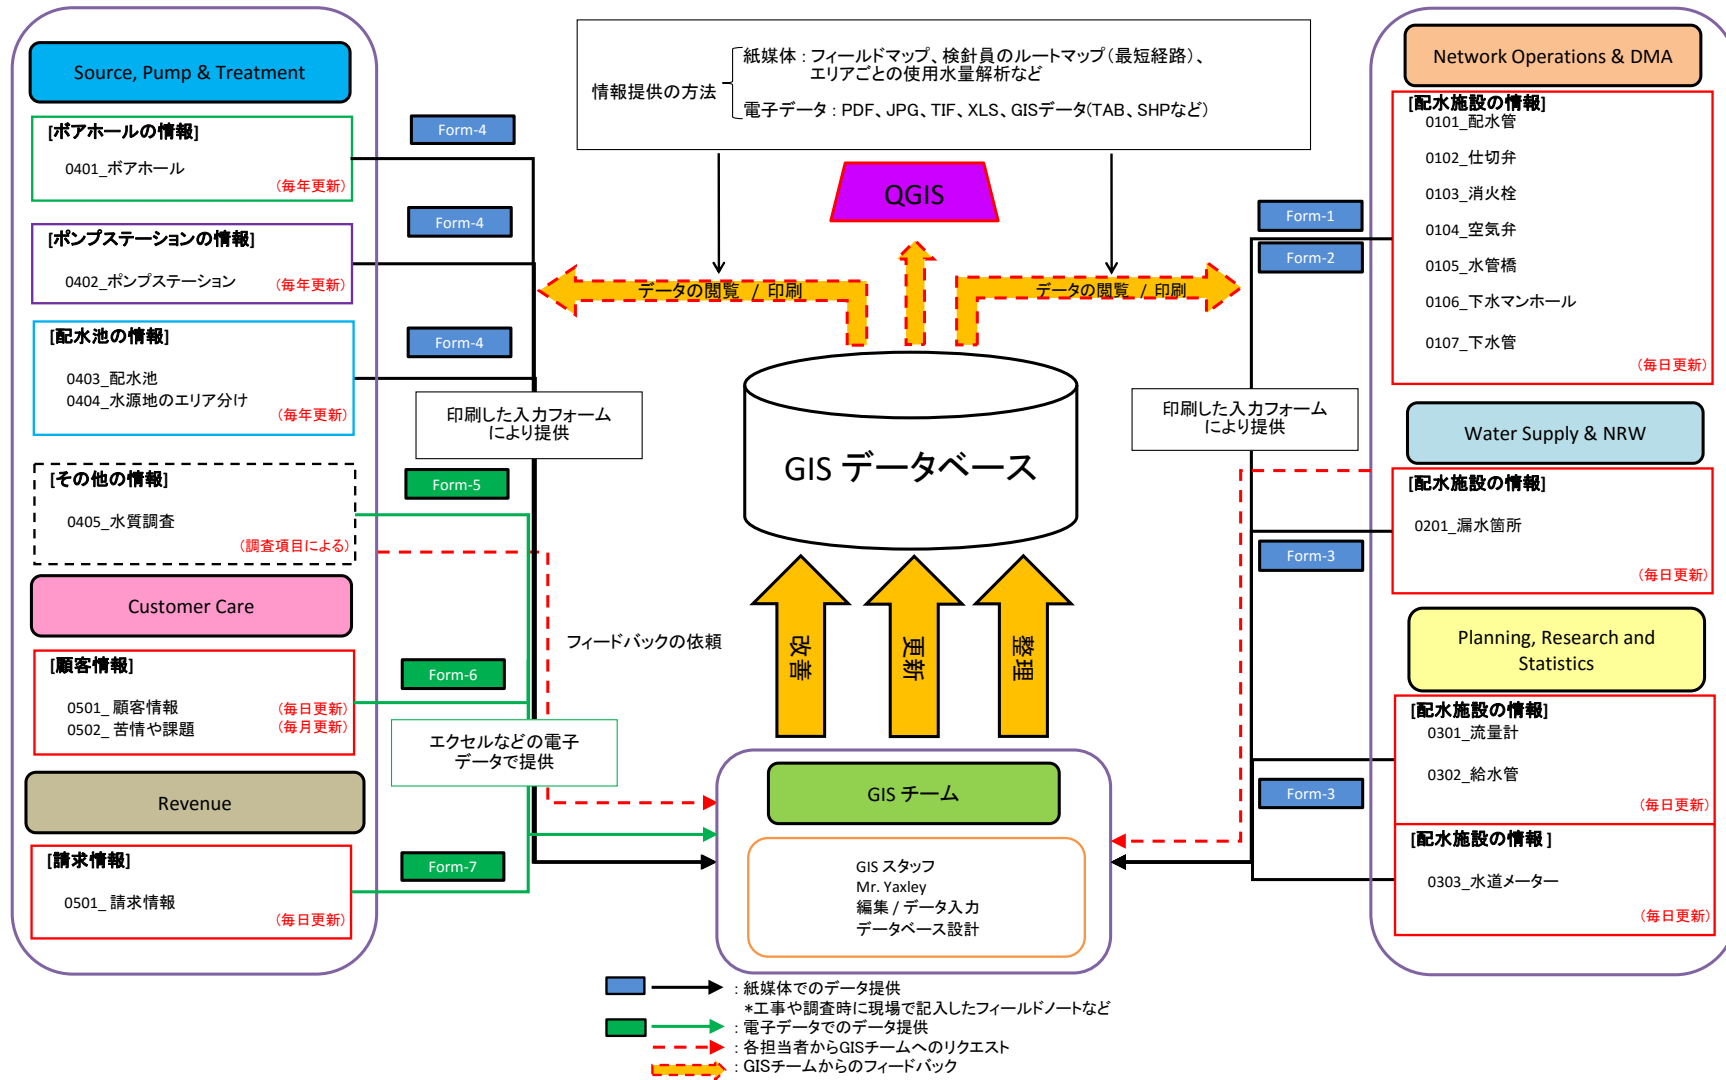 Source, Pump & Treatment
[ボアホールの情報]
0401_ボアホール
(毎年更新)
[ポンプステーションの情報]
0402_ポンプステーション
(毎年更新)
[配水池の情報]
0403_配水池
0404_水源地のエリア分け
(毎年更新)
[その他の情報]
0405_水質調査
(調査項目による)
Customer Care
[顧客情報]
0501_ 顧客情報
(毎日更新)
0502_ 苦情や課題
(毎月更新)
Revenue
[請求情報]
0501_ 請求情報
(毎日更新)
Form-4
Form-4
Form-4
印刷した入力フォーム
により提供
Form-5
フィードバックの依頼
Form-6
エクセルなどの電子
データで提供
Form-7
情報提供の方法
紙媒体 : フィールドマップ、検針員のルートマップ(最短経路)、
エリアごとの使用水量解析など
電子データ : PDF、JPG、TIF、XLS、GISデータ(TAB、SHPなど)
QGIS
データの閲覧 / 印刷
データの閲覧 / 印刷
GIS データベース
改善
更新
整理
GIS チーム
GIS スタッフ
Mr. Yaxley
編集 / データ入力
データベース設計
Form-1
Form-2
印刷した入力フォーム
により提供
Form-3
Form-3
Network Operations & DMA
[配水施設の情報]
0101_配水管
0102_仕切弁
0103_消火栓
0104_空気弁
0105_水管橋
0106_下水マンホール
0107_下水管
(毎日更新)
Water Supply & NRW
[配水施設の情報]
0201_漏水箇所
(毎日更新)
Planning, Research and
Statistics
[配水施設の情報]
0301_流量計
0302_給水管
(毎日更新)
[配水施設の情報 ]
0303_水道メーター
(毎日更新)
: 紙媒体でのデータ提供
*工事や調査時に現場で記入したフィールドノートなど
: 電子データでのデータ提供
: 各担当者からGISチームへのリクエスト
: GISチームからのフィードバック